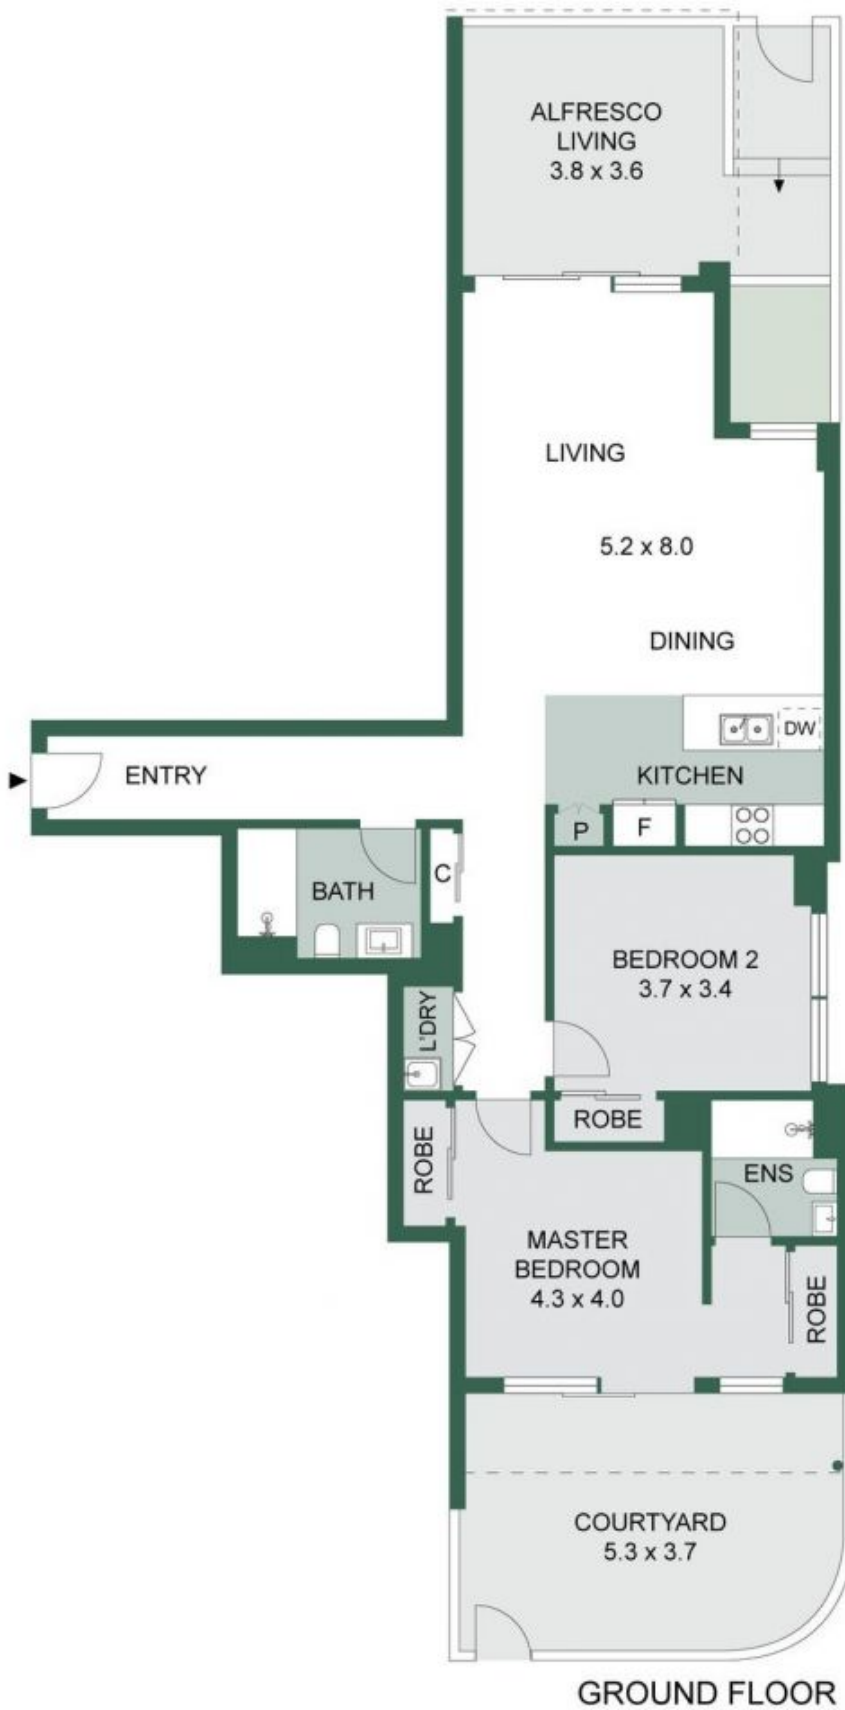 ALFRESCO
LIVING
3.8 x 3.6
LIVING
5.2 x 8.0
DINING
DW
ENTRY
KITCHEN
P
F
BATH
C
BEDROOM 2
3.7 x 3.4
L'DRY
ROBE
ROBE
ENS
MASTER
BEDROOM
4.3 x 4.0
ROBE
COURTYARD
5.3 x 3.7
GROUND FLOOR